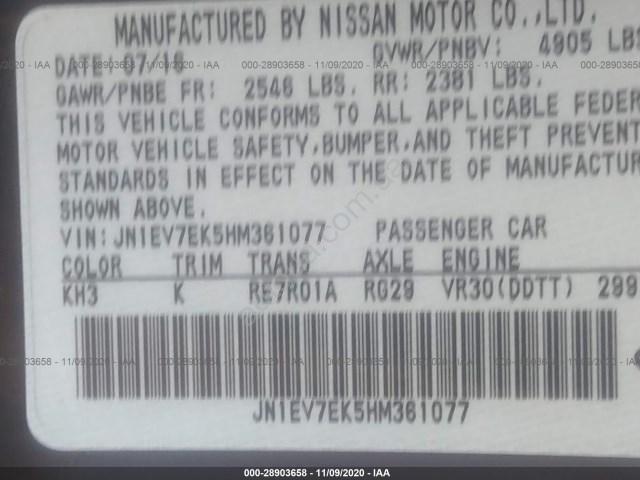 MANUFACTURED BY NISSAN MOTOR CO.,LTD.
DATE: 07/16 GVWR/PNBV: 4905 LBS
GAWR/PNBE FR: 2546 LBS. RR: 2381 LBS.
THIS VEHICLE CONFORMS TO ALL APPLICABLE FEDER
MOTOR VEHICLE SAFETY,BUMPER,AND THEFT PREVENT
STANDARDS IN EFFECT ON THE DATE OF MANUFACTUR
SHOWN ABOVE.
VIN:JN1EV7EK5HM361077 PASSENGER CAR
COLOR TRIM TRANS AXLE ENGINE
KH3 K RE7R01A RG29 VR30(DDTT) 299
JN1EV7EK5HM361077
000-28903658 - 11/09/2020 - IAA